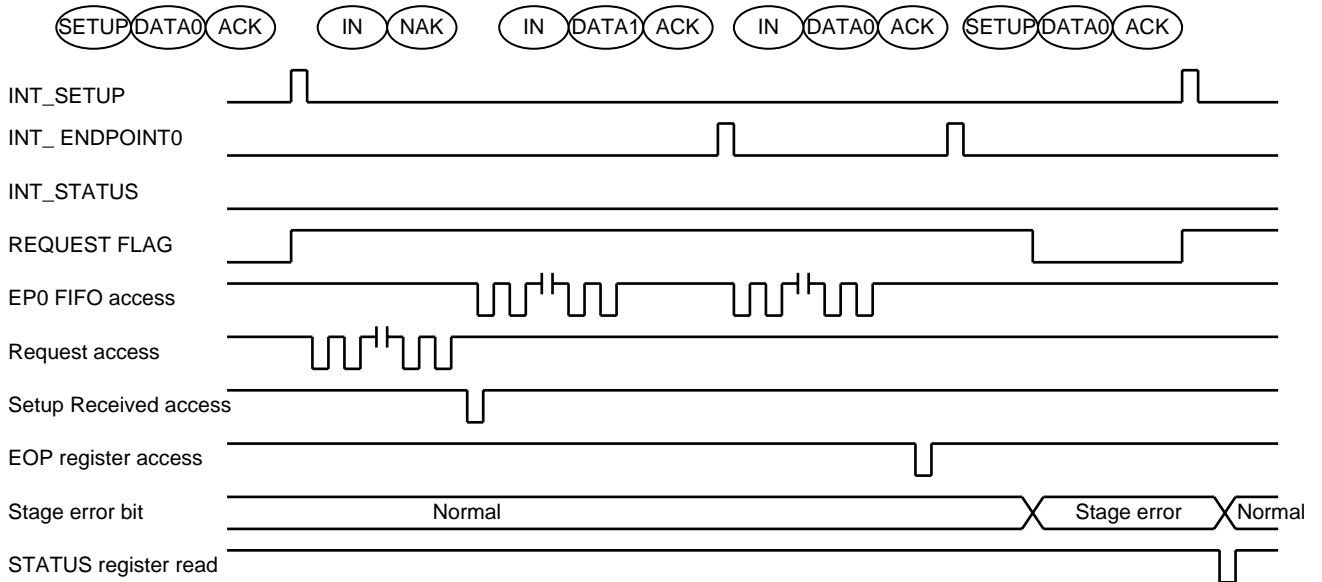 SETUP DATA0 ACK IN NAK IN DATA1 ACK IN DATA0 ACK SETUP DATA0 ACK
INT_SETUP
INT_ ENDPOINT0
INT_STATUS
REQUEST FLAG
EP0 FIFO access
Request access
Setup Received access
EOP register access
Stage error bit Normal Stage error Normal
STATUS register read